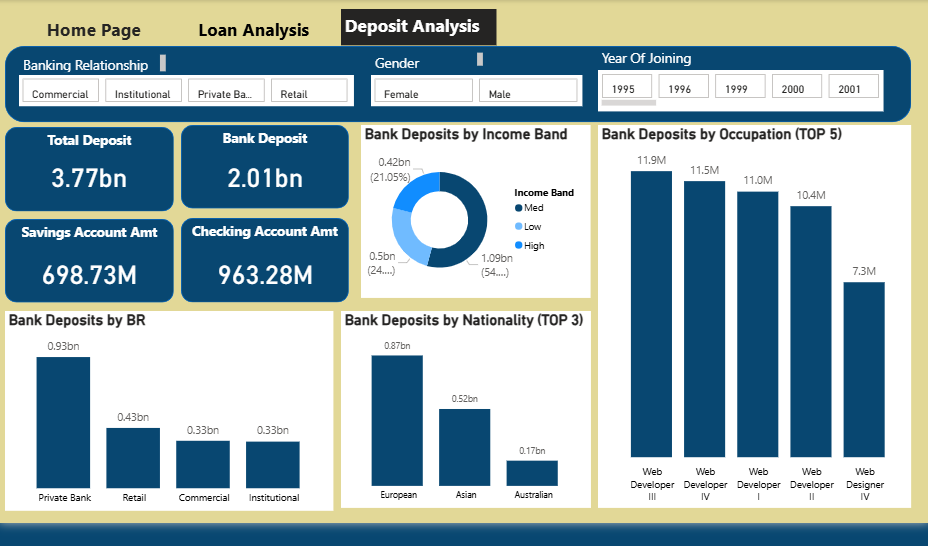 Home Page
Loan Analysis
Deposit Analysis
Banking Relationship
Commercial
Institutional
Private Ba...
Retail
Gender
Female
Male
Year Of Joining
1995
1996
1999
2000
2001
Total Deposit
3.77bn
Bank Deposit
2.01bn
Savings Account Amt
698.73M
Checking Account Amt
963.28M
Bank Deposits by Income Band
0.42bn
(21.05%)
0.5bn
(24....)
1.09bn
(54....)
Income Band
Med
Low
High
Bank Deposits by Occupation (TOP 5)
11.9M
11.5M
11.0M
10.4M
7.3M
Web
Developer
III
Web
Developer
IV
Web
Developer
I
Web
Developer
II
Web
Designer
IV
Bank Deposits by BR
0.93bn
0.43bn
0.33bn
0.33bn
Private Bank
Retail
Commercial
Institutional
Bank Deposits by Nationality (TOP 3)
0.87bn
0.52bn
0.17bn
European
Asian
Australian